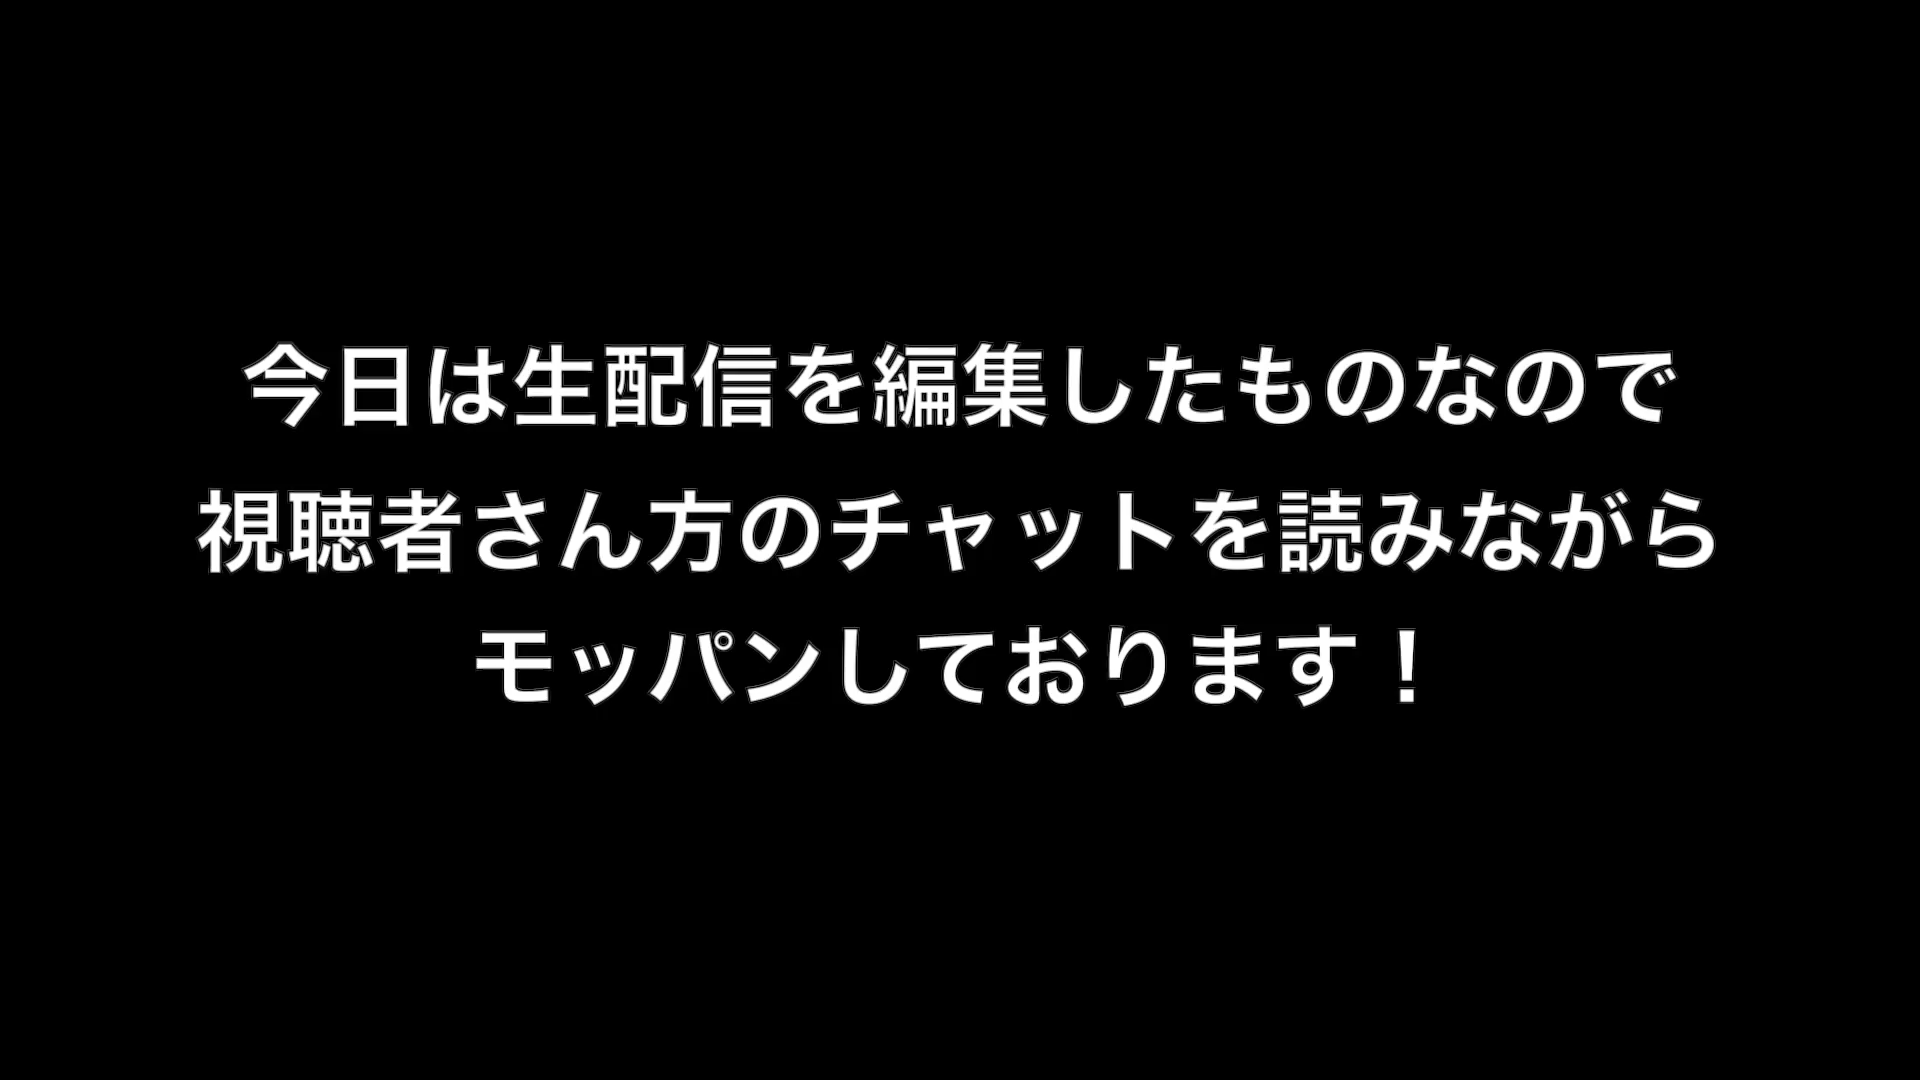 今日は生配信を編集したものなので
視聴者さん方のチャットを読みながら
モッパンしております！